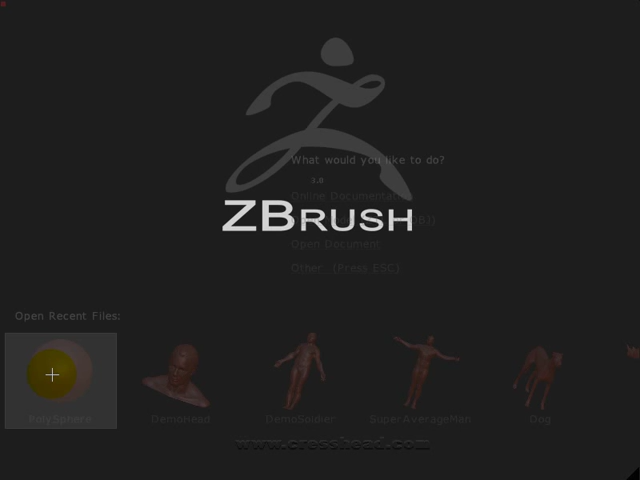 What would you like to do?
3.0
Online Documentation
ZBRUSH
Open Document
Other: (Press ESC)
Open Recent Files:
PolySphere
DemoHead
DemoSoldier
SuperAverageMan
Dog
www.cresshead.com